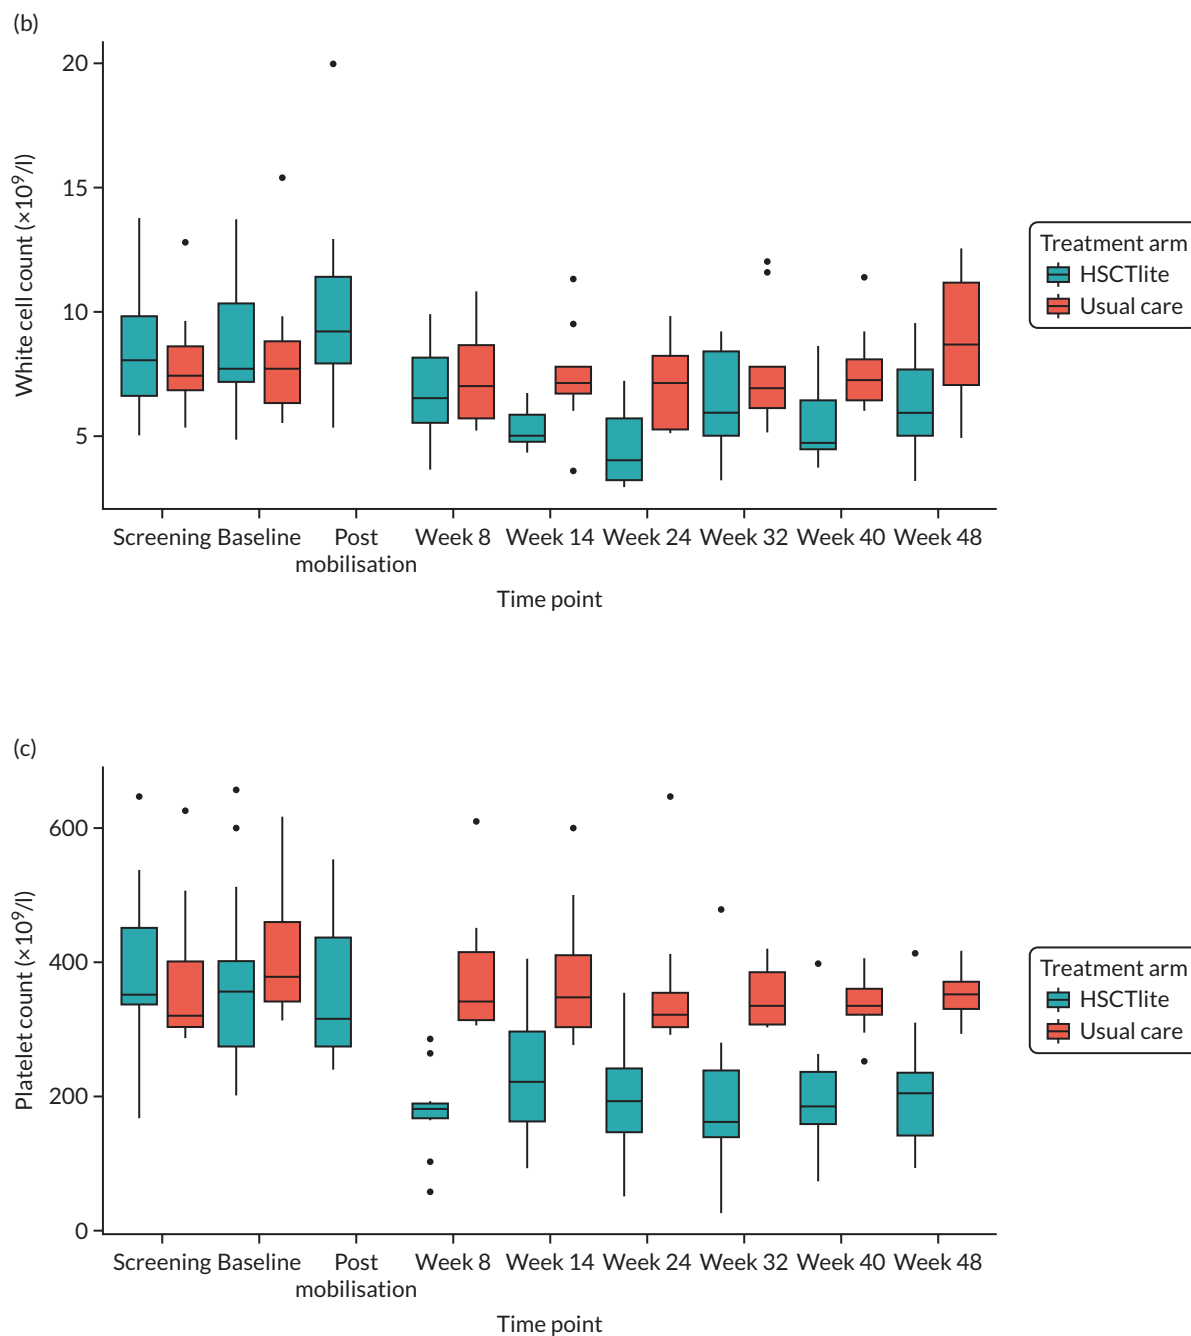 (b)
White cell count (×10⁹/l)
20
15
10
5
Screening Baseline Post mobilisation Week 8 Week 14 Week 24 Week 32 Week 40 Week 48
Time point
Treatment arm
HSCTlite
Usual care
(c)
Platelet count (×10⁹/l)
600
400
200
0
Screening Baseline Post mobilisation Week 8 Week 14 Week 24 Week 32 Week 40 Week 48
Time point
Treatment arm
HSCTlite
Usual care